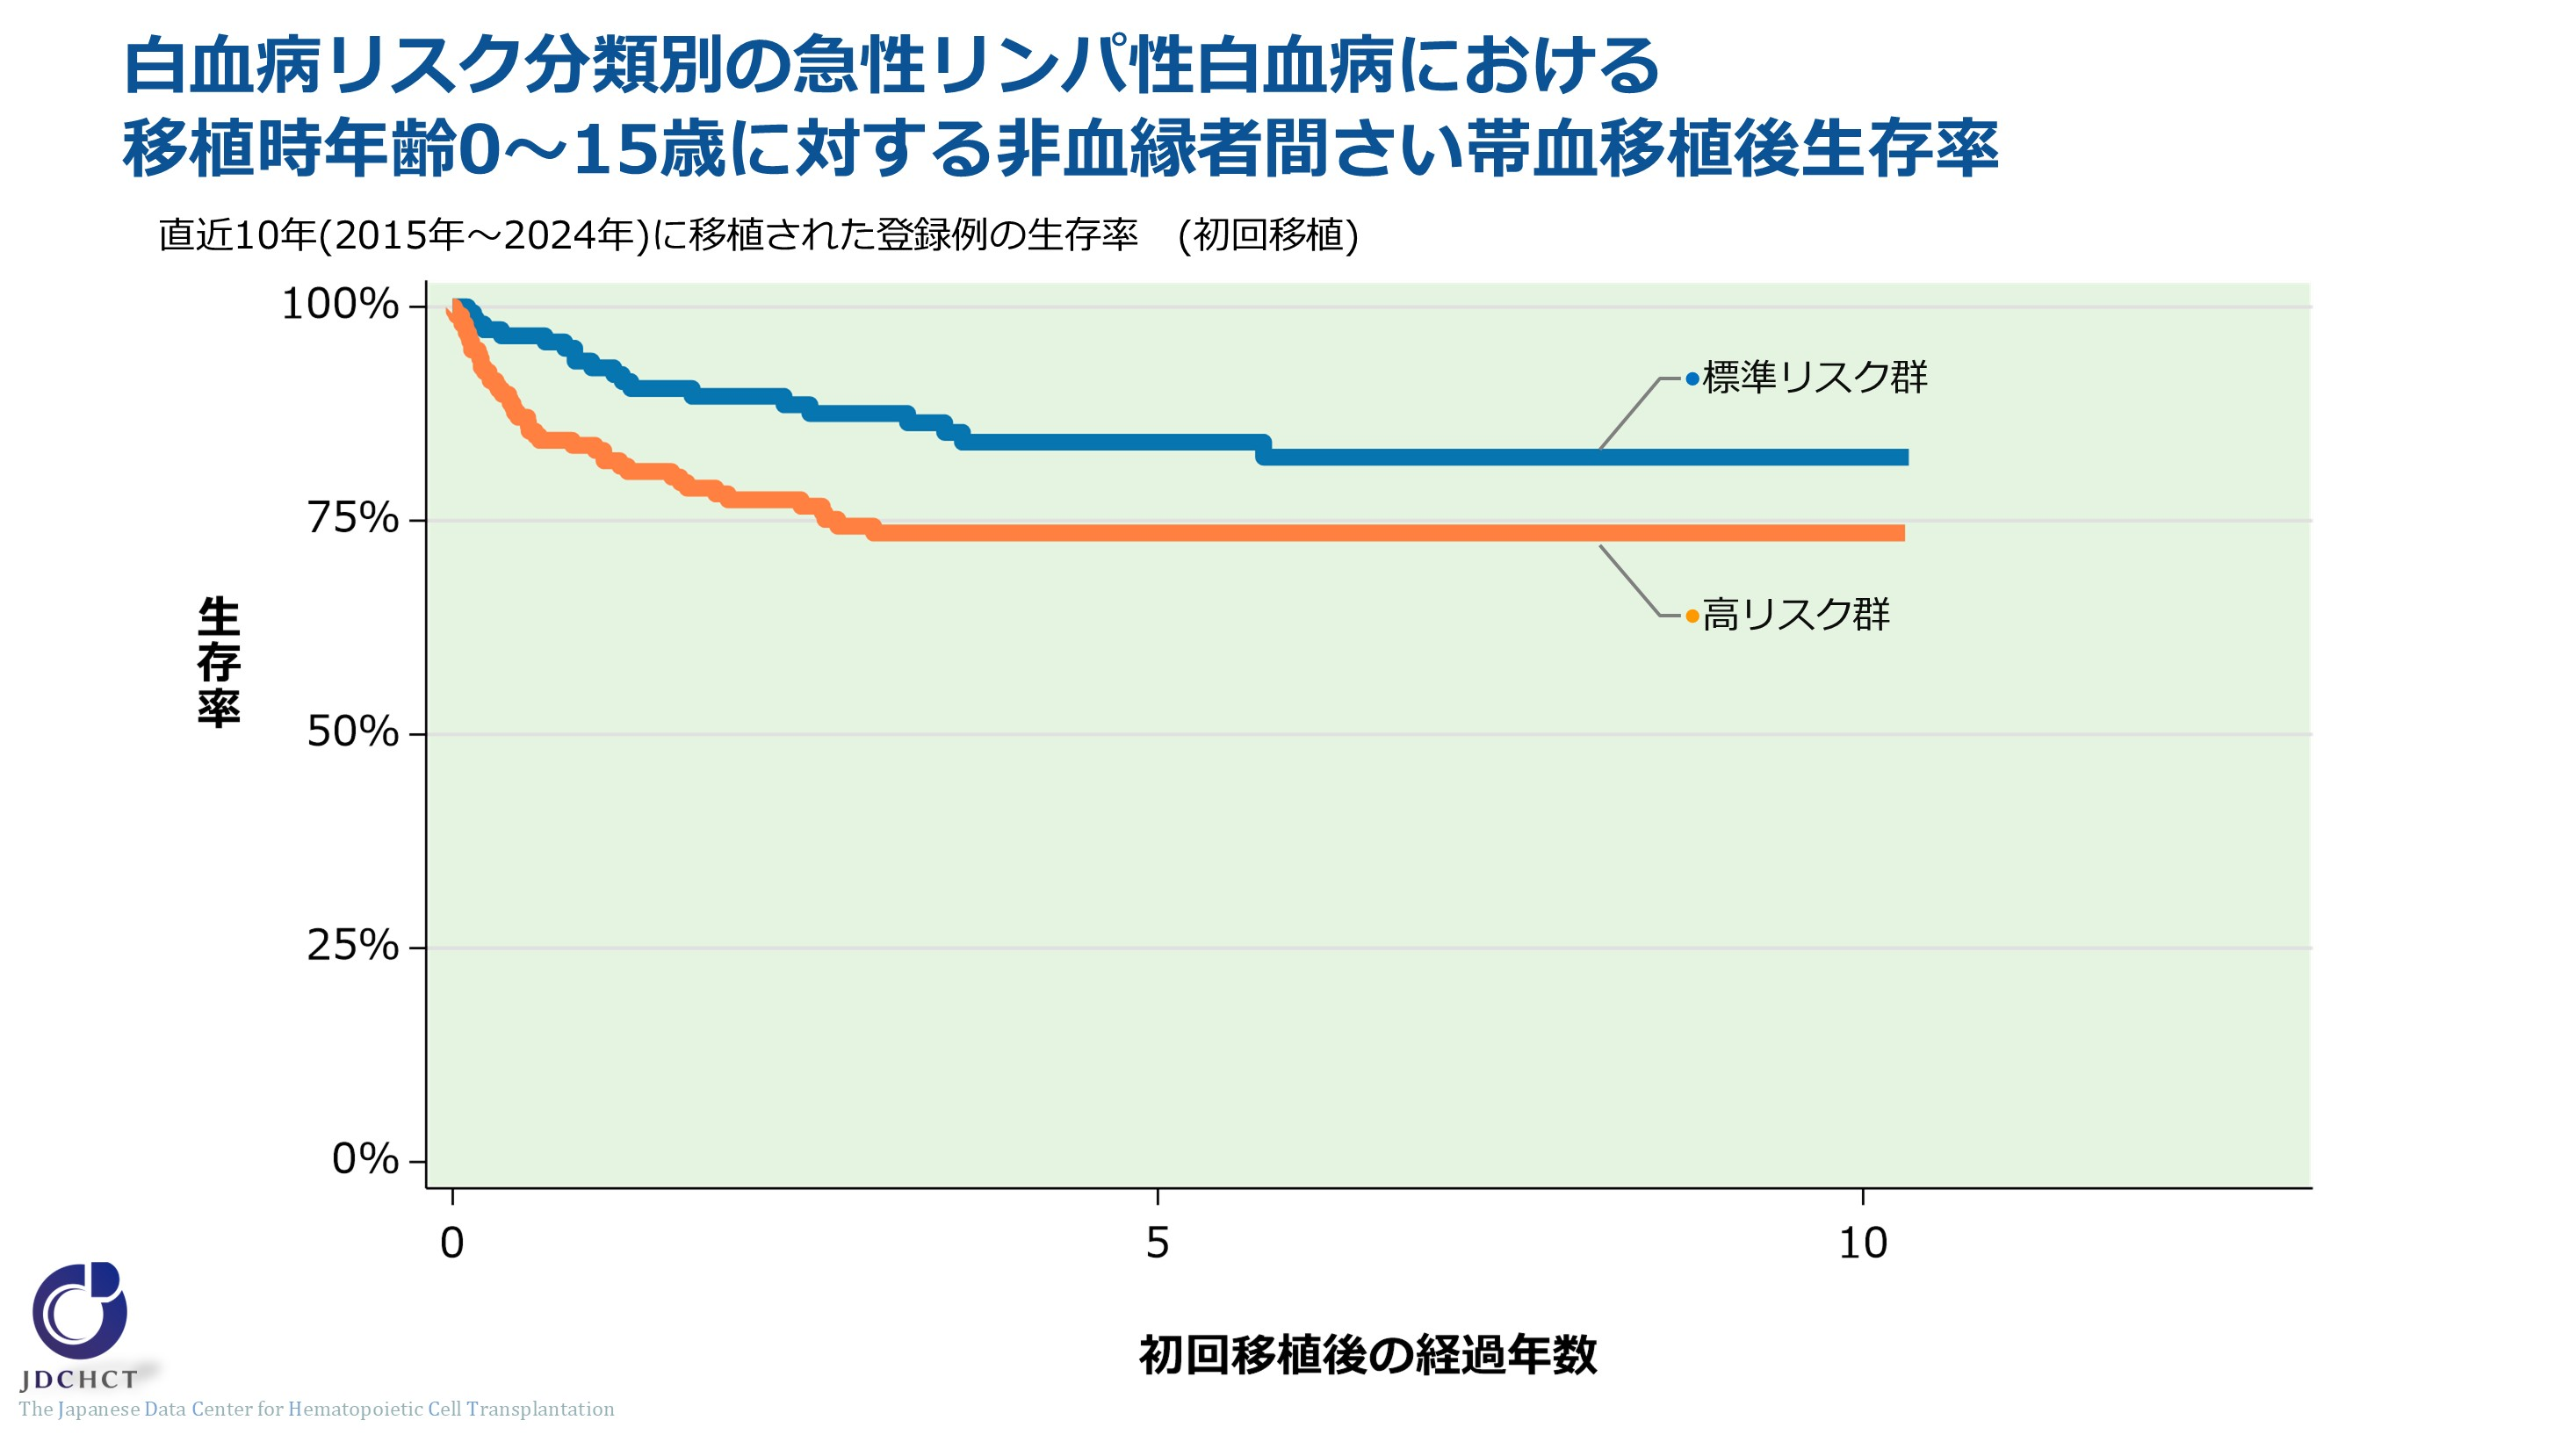 白血病リスク分類別の急性リンパ性白血病における
移植時年齢0～15歳に対する非血縁者間さい帯血移植後生存率
直近10年(2015年～2024年)に移植された登録例の生存率　(初回移植)
100%
75%
50%
25%
0%
生存率
標準リスク群
高リスク群
0
5
10
初回移植後の経過年数
JDCHCT
The Japanese Data Center for Hematopoietic Cell Transplantation